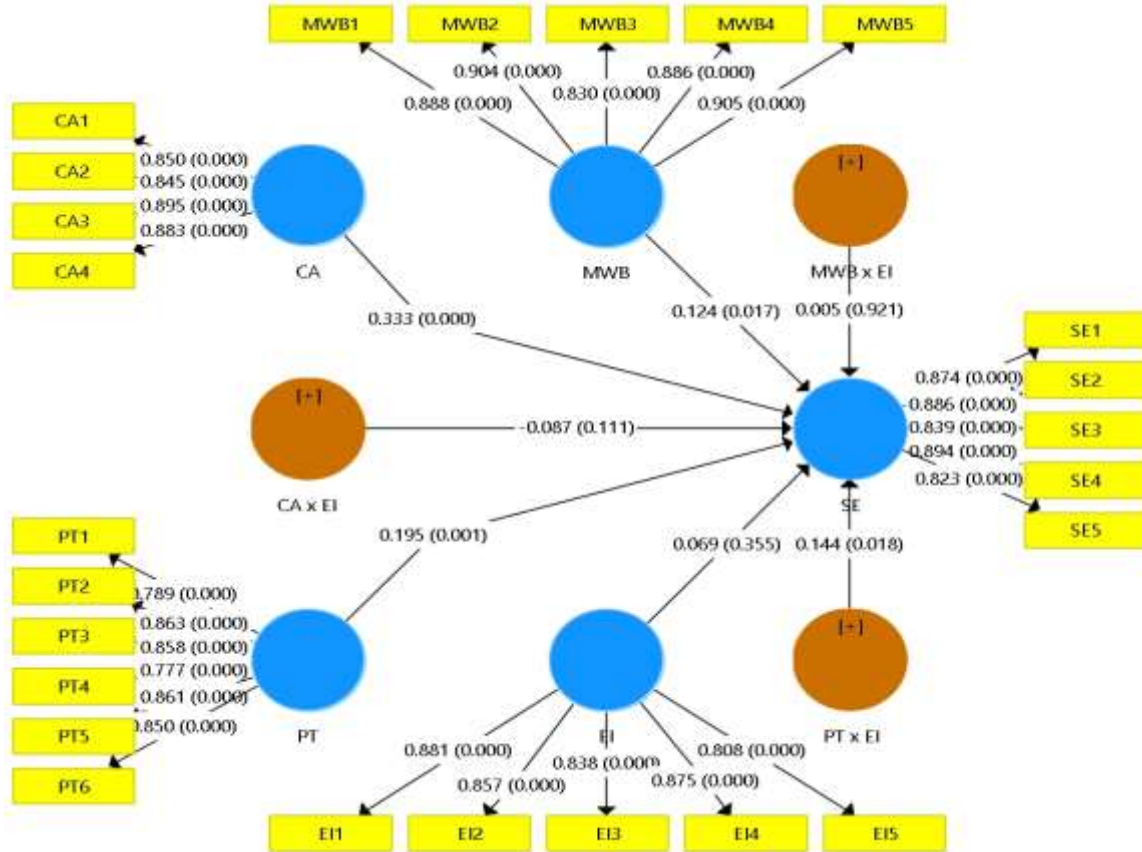 MWB1 MWB2 MWB3 MWB4 MWB5
0.888 (0.000)
0.904 (0.000)
0.830 (0.000)
0.886 (0.000)
0.905 (0.000)
CA1
CA2
CA3
CA4
0.850 (0.000)
0.845 (0.000)
0.895 (0.000)
0.883 (0.000)
CA
MWB
[+]
MWB x EI
0.333 (0.000)
0.124 (0.017)
0.005 (0.921)
SE1
SE2
SE3
SE4
SE5
0.874 (0.000)
0.886 (0.000)
0.839 (0.000)
0.894 (0.000)
0.823 (0.000)
SE
[+]
CA x EI
-0.087 (0.111)
0.195 (0.001)
0.069 (0.355)
0.144 (0.018)
PT1
PT2
PT3
PT4
PT5
PT6
0.789 (0.000)
0.863 (0.000)
0.858 (0.000)
0.777 (0.000)
0.861 (0.000)
0.850 (0.000)
PT
EI
[+]
PT x EI
0.881 (0.000)
0.857 (0.000)
0.838 (0.000)
0.875 (0.000)
0.808 (0.000)
EI1 EI2 EI3 EI4 EI5